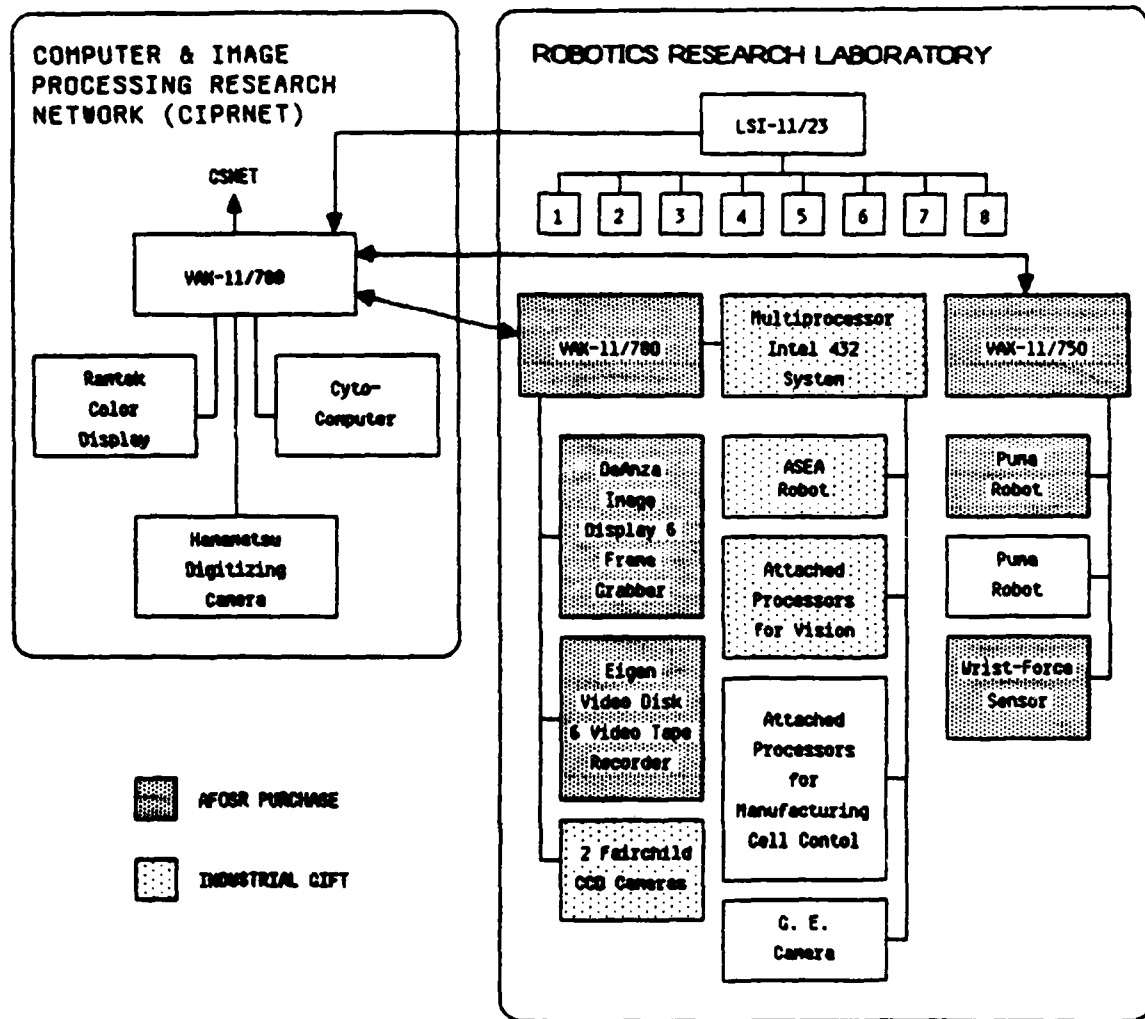 COMPUTER & IMAGE
PROCESSING RESEARCH
NETWORK (CIPRNET)
CSNET
VAX-11/780
Ramtek
Color
Display
Cyto-
Computer
Hamamatsu
Digitizing
Camera
AFOSR PURCHASE
INDUSTRIAL GIFT
ROBOTICS RESEARCH LABORATORY
LSI-11/23
1 2 3 4 5 6 7 8
VAX-11/780
Multiprocessor
Intel 432
System
VAX-11/750
DeAnza
Image
Display &
Frame
Grabber
Eigen
Video Disk
& Video Tape
Recorder
2 Fairchild
CCD Cameras
ASEA
Robot
Attached
Processors
for Vision
Attached
Processors
for
Manufacturing
Cell Contol
G. E.
Camera
Puma
Robot
Puma
Robot
Wrist-Force
Sensor